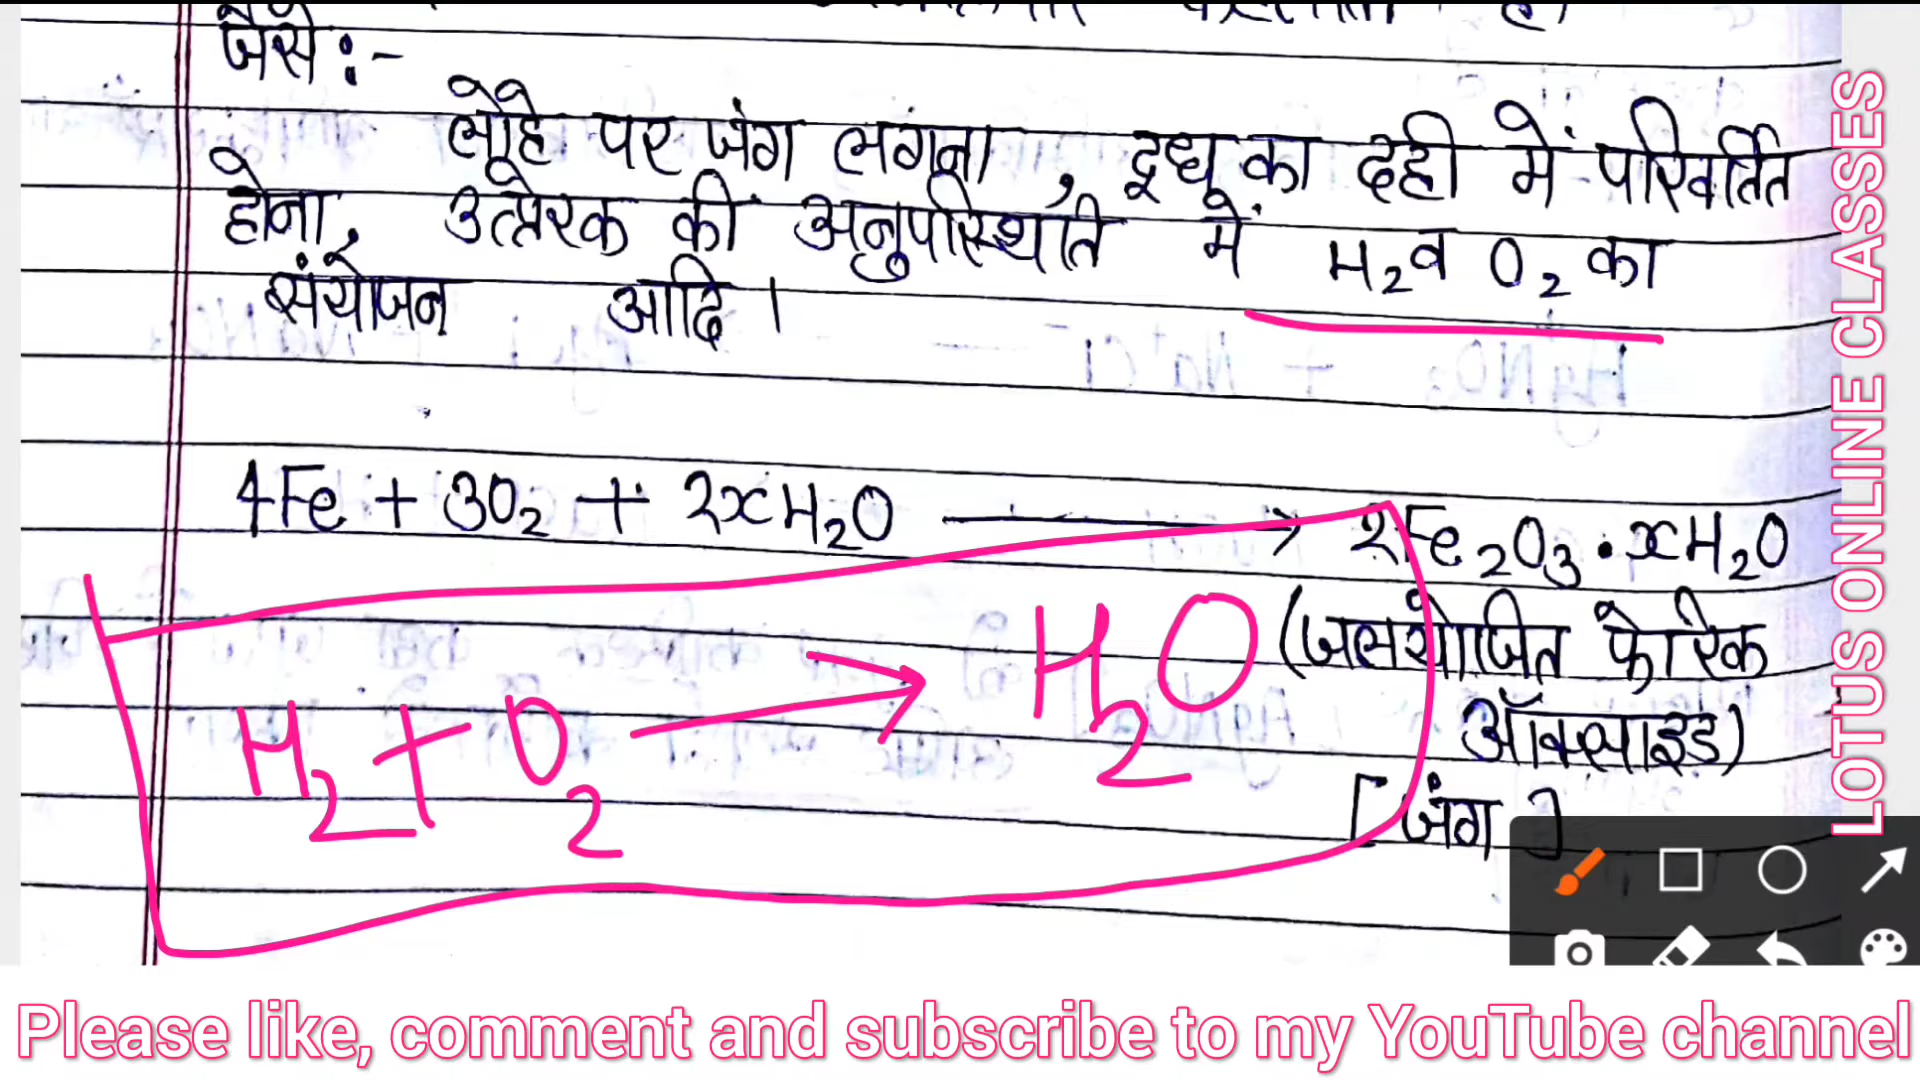 जैसे :-
लोहे पर जंग लगना , दूध का दही में परिवर्तित
होना, उत्प्रेरक की अनुपस्थिति में H₂ व O₂ का
संयोजन आदि ।
4Fe + 3O₂ + 2xH₂O ⟶ 2Fe₂O₃ . xH₂O
(जलयोजित फेरिक
ऑक्साइड)
[ जंग ]
H₂ + O₂ ⟶ H₂O
LOTUS ONLINE CLASSES
Please like, comment and subscribe to my YouTube channel